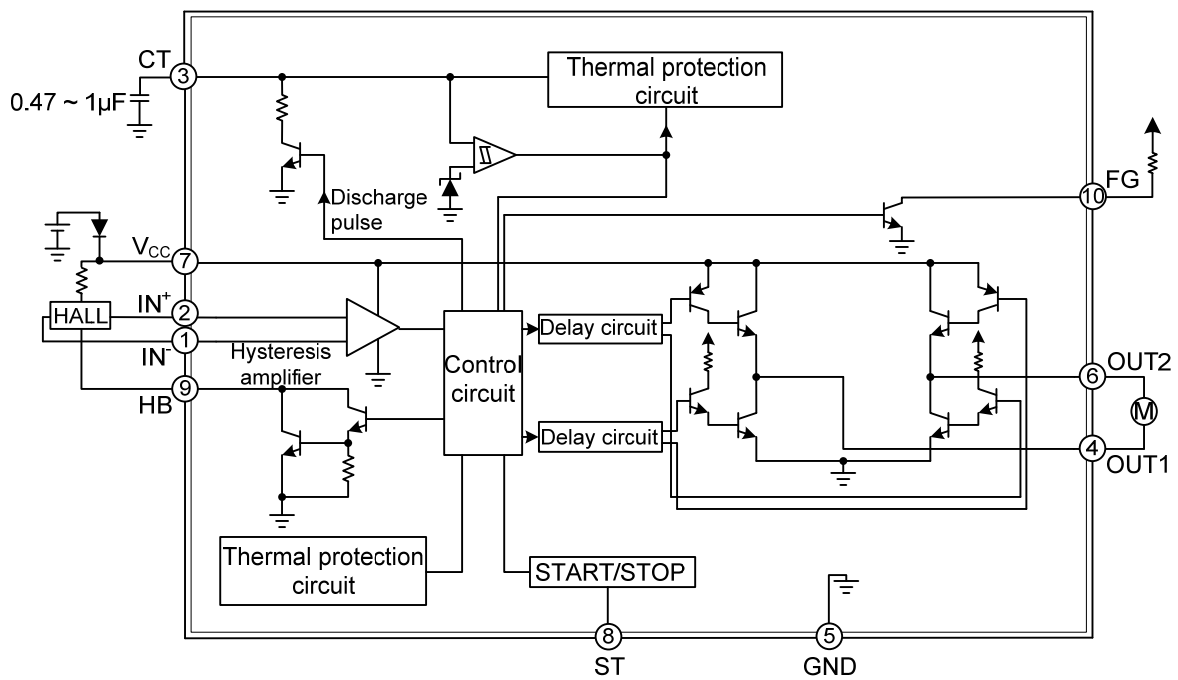 CT
3
0.47 ~ 1μF
Thermal protection
circuit
Discharge
pulse
FG
10
VCC
7
IN+
2
HALL
1
IN-
Hysteresis
amplifier
9
HB
Control
circuit
Delay circuit
Delay circuit
OUT2
6
M
4
OUT1
Thermal protection
circuit
START/STOP
8
ST
5
GND